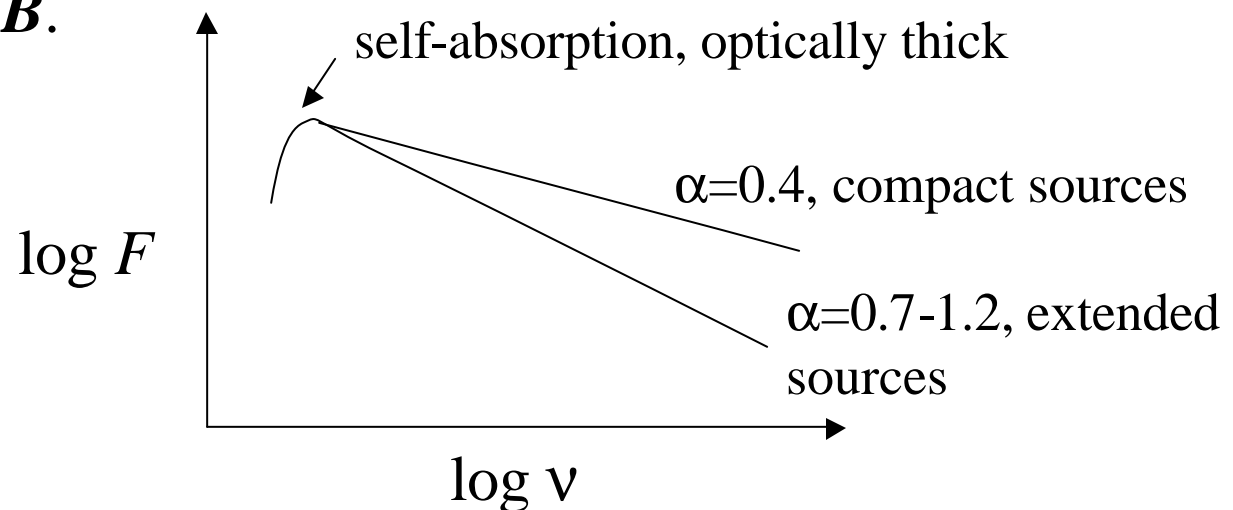 B.
self-absorption, optically thick
α=0.4, compact sources
log F
α=0.7-1.2, extended
sources
log ν